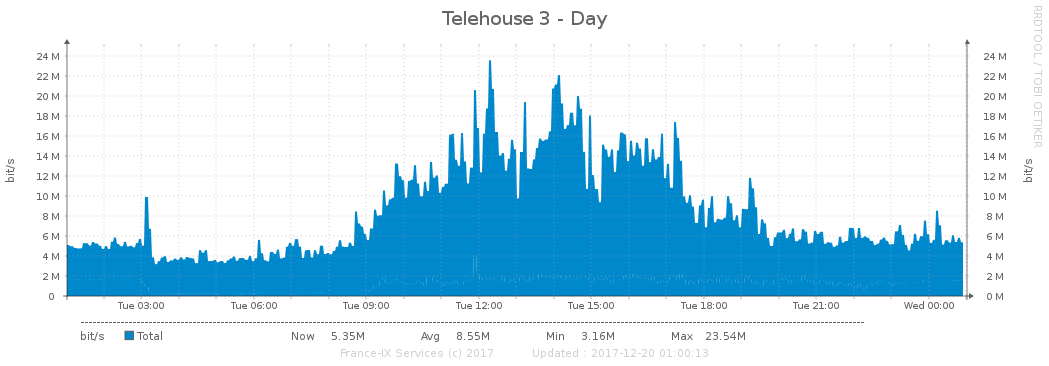 Telehouse 3 - Day
RRDTOOL / TOBI OETIKER
bit/s
24 M 24 M
22 M 22 M
20 M 20 M
18 M 18 M
16 M 16 M
14 M 14 M
12 M 12 M
10 M 10 M
8 M 8 M
6 M 6 M
4 M 4 M
2 M 2 M
0 0 M
bit/s
Tue 03:00 Tue 06:00 Tue 09:00 Tue 12:00 Tue 15:00 Tue 18:00 Tue 21:00 Wed 00:00
bit/s Total Now 5.35M Avg 8.55M Min 3.16M Max 23.54M
France-IX Services (c) 2017 Updated : 2017-12-20 01:00:13